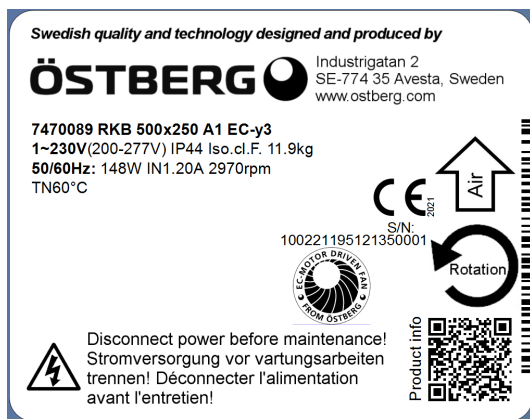 Swedish quality and technology designed and produced by
ÖSTBERG
Industrigatan 2
SE-774 35 Avesta, Sweden
www.ostberg.com
7470089 RKB 500x250 A1 EC-y3
1~230V(200-277V) IP44 Iso.cl.F. 11.9kg
50/60Hz: 148W IN1.20A 2970rpm
TN60°C
CE
2021
Air
S/N:
100221195121350001
EC-MOTOR DRIVEN FAN
FROM ÖSTBERG
Rotation
Product info
Disconnect power before maintenance!
Stromversorgung vor vartungsarbeiten
trennen! Déconnecter l'alimentation
avant l'entretien!